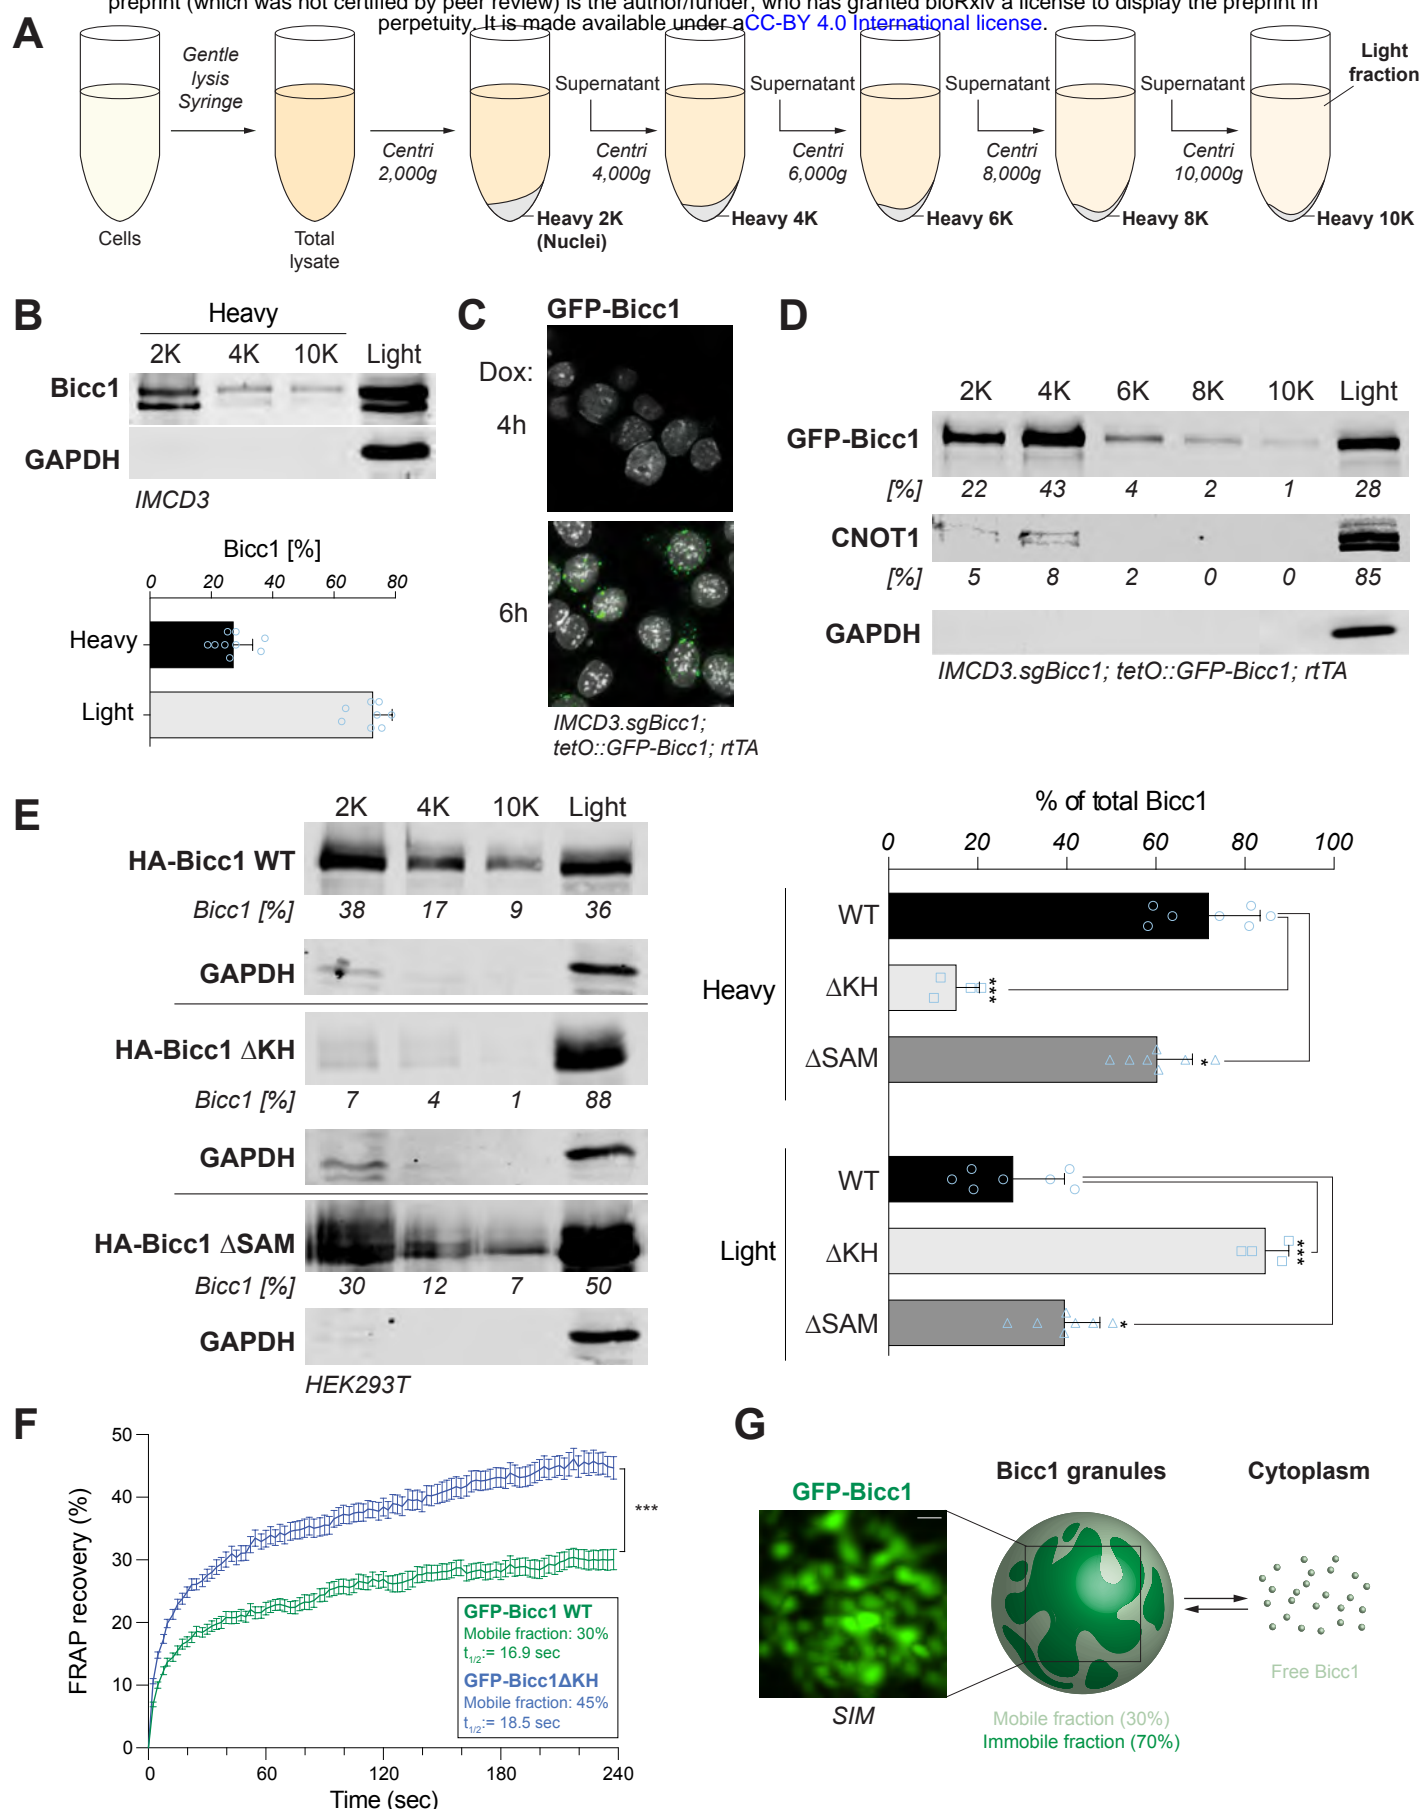 preprint (which was not certified by peer review) is the author/funder, who has granted bioRxiv a license to display the preprint in
perpetuity. It is made available under aCC-BY 4.0 International license.
A
Gentle
lysis
Syringe
Cells
Total
lysate
Centri
2,000g
Heavy 2K
(Nuclei)
Supernatant
Centri
4,000g
Heavy 4K
Supernatant
Centri
6,000g
Heavy 6K
Supernatant
Centri
8,000g
Heavy 8K
Supernatant
Centri
10,000g
Heavy 10K
Light
fraction
B
Heavy
2K 4K 10K Light
Bicc1
GAPDH
IMCD3
Bicc1 [%]
0 20 40 60 80
Heavy
Light
C
GFP-Bicc1
Dox:
4h
6h
IMCD3.sgBicc1;
tetO::GFP-Bicc1; rtTA
D
2K 4K 6K 8K 10K Light
GFP-Bicc1
[%] 22 43 4 2 1 28
CNOT1
[%] 5 8 2 0 0 85
GAPDH
IMCD3.sgBicc1; tetO::GFP-Bicc1; rtTA
E
2K 4K 10K Light
HA-Bicc1 WT
Bicc1 [%] 38 17 9 36
GAPDH
HA-Bicc1 ΔKH
Bicc1 [%] 7 4 1 88
GAPDH
HA-Bicc1 ΔSAM
Bicc1 [%] 30 12 7 50
GAPDH
HEK293T
% of total Bicc1
0 20 40 60 80 100
Heavy
WT
ΔKH
***
ΔSAM
*
Light
WT
ΔKH
***
ΔSAM
*
F
FRAP recovery (%)
50
40
30
20
10
0
0 60 120 180 240
Time (sec)
***
GFP-Bicc1 WT
Mobile fraction: 30%
t1/2:= 16.9 sec
GFP-Bicc1ΔKH
Mobile fraction: 45%
t1/2:= 18.5 sec
G
GFP-Bicc1
SIM
Bicc1 granules
Mobile fraction (30%)
Immobile fraction (70%)
Cytoplasm
Free Bicc1